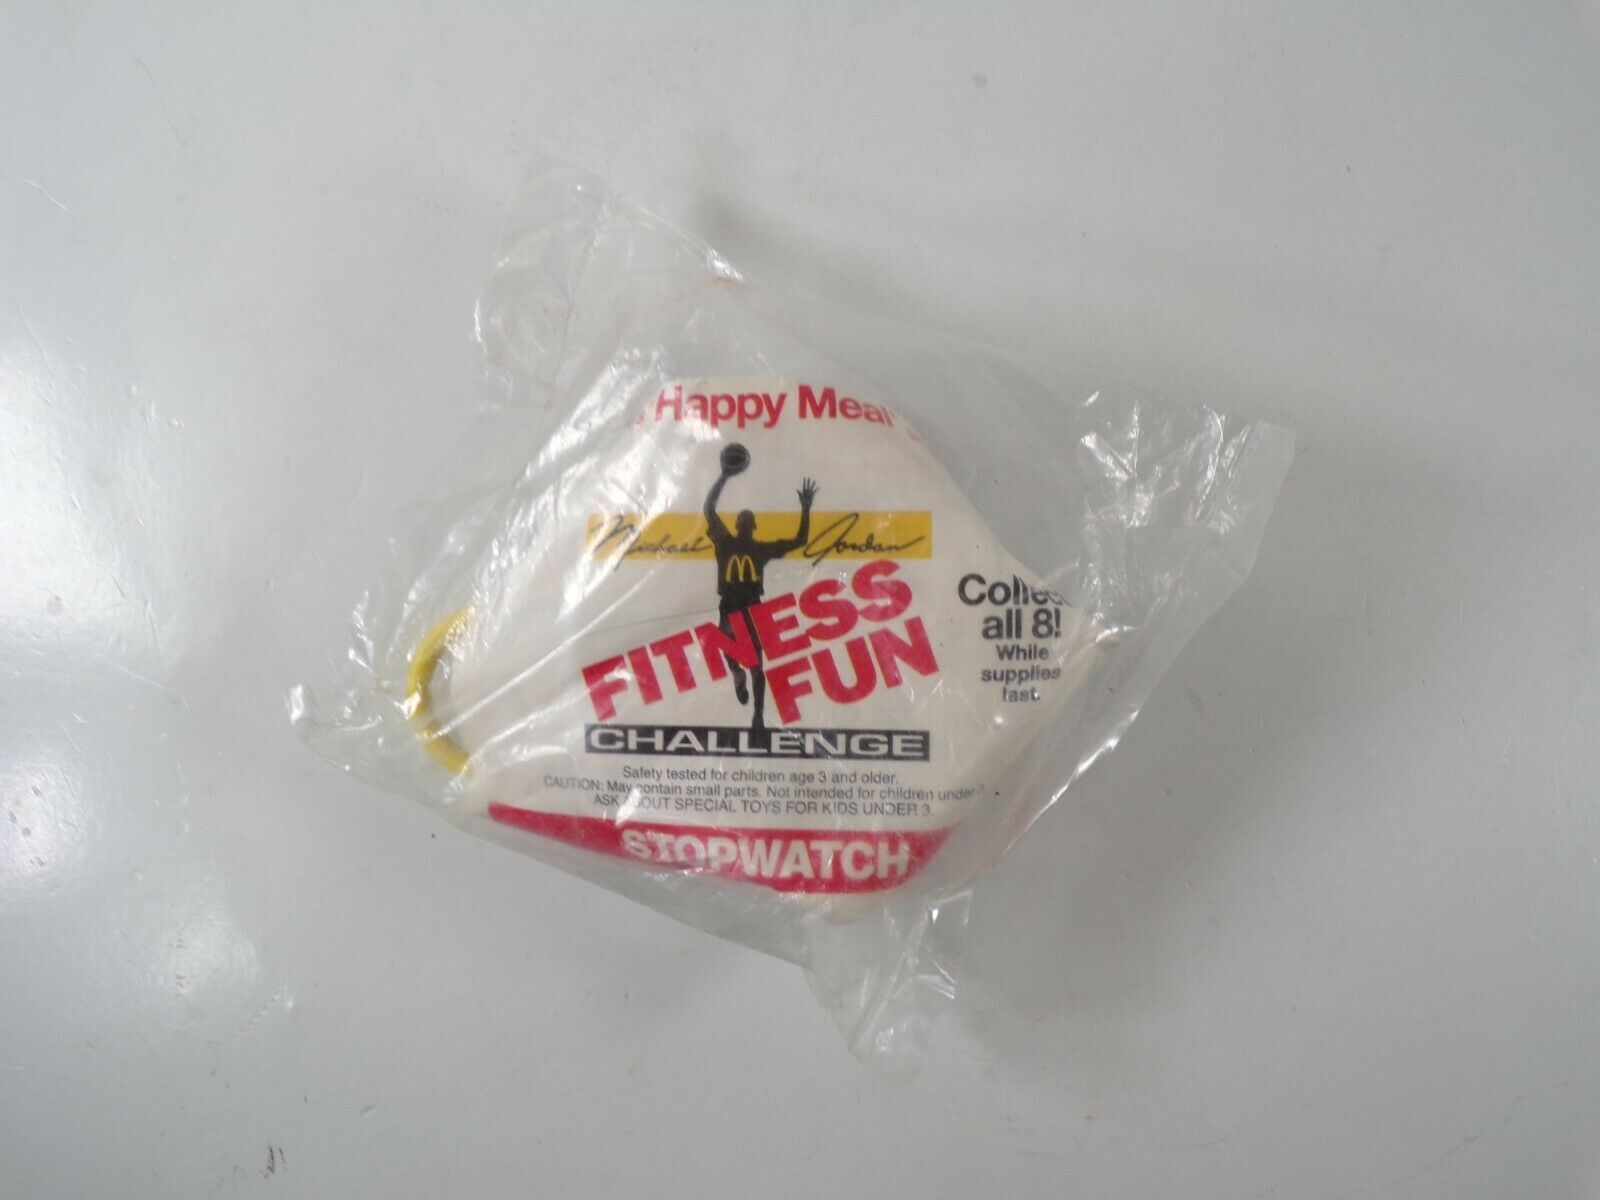 Happy Meal
Michael Jordan
FITNESS
FUN
CHALLENGE
Collect
all 8!
While
supplies
last.
Safety tested for children age 3 and older.
CAUTION: May contain small parts. Not intended for children under 3.
ASK ABOUT SPECIAL TOYS FOR KIDS UNDER 3.
STOPWATCH